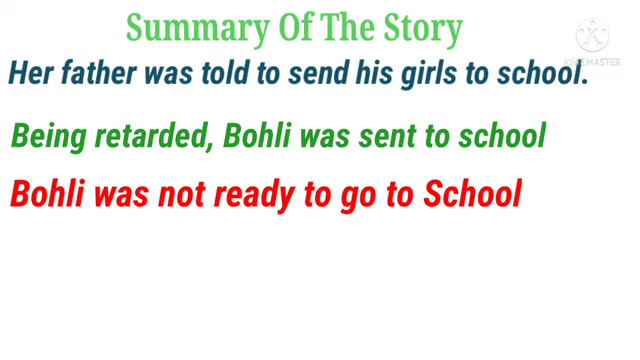 Summary Of The Story
Her father was told to send his girls to school.
Being retarded, Bohli was sent to school
Bohli was not ready to go to School
KINEMASTER